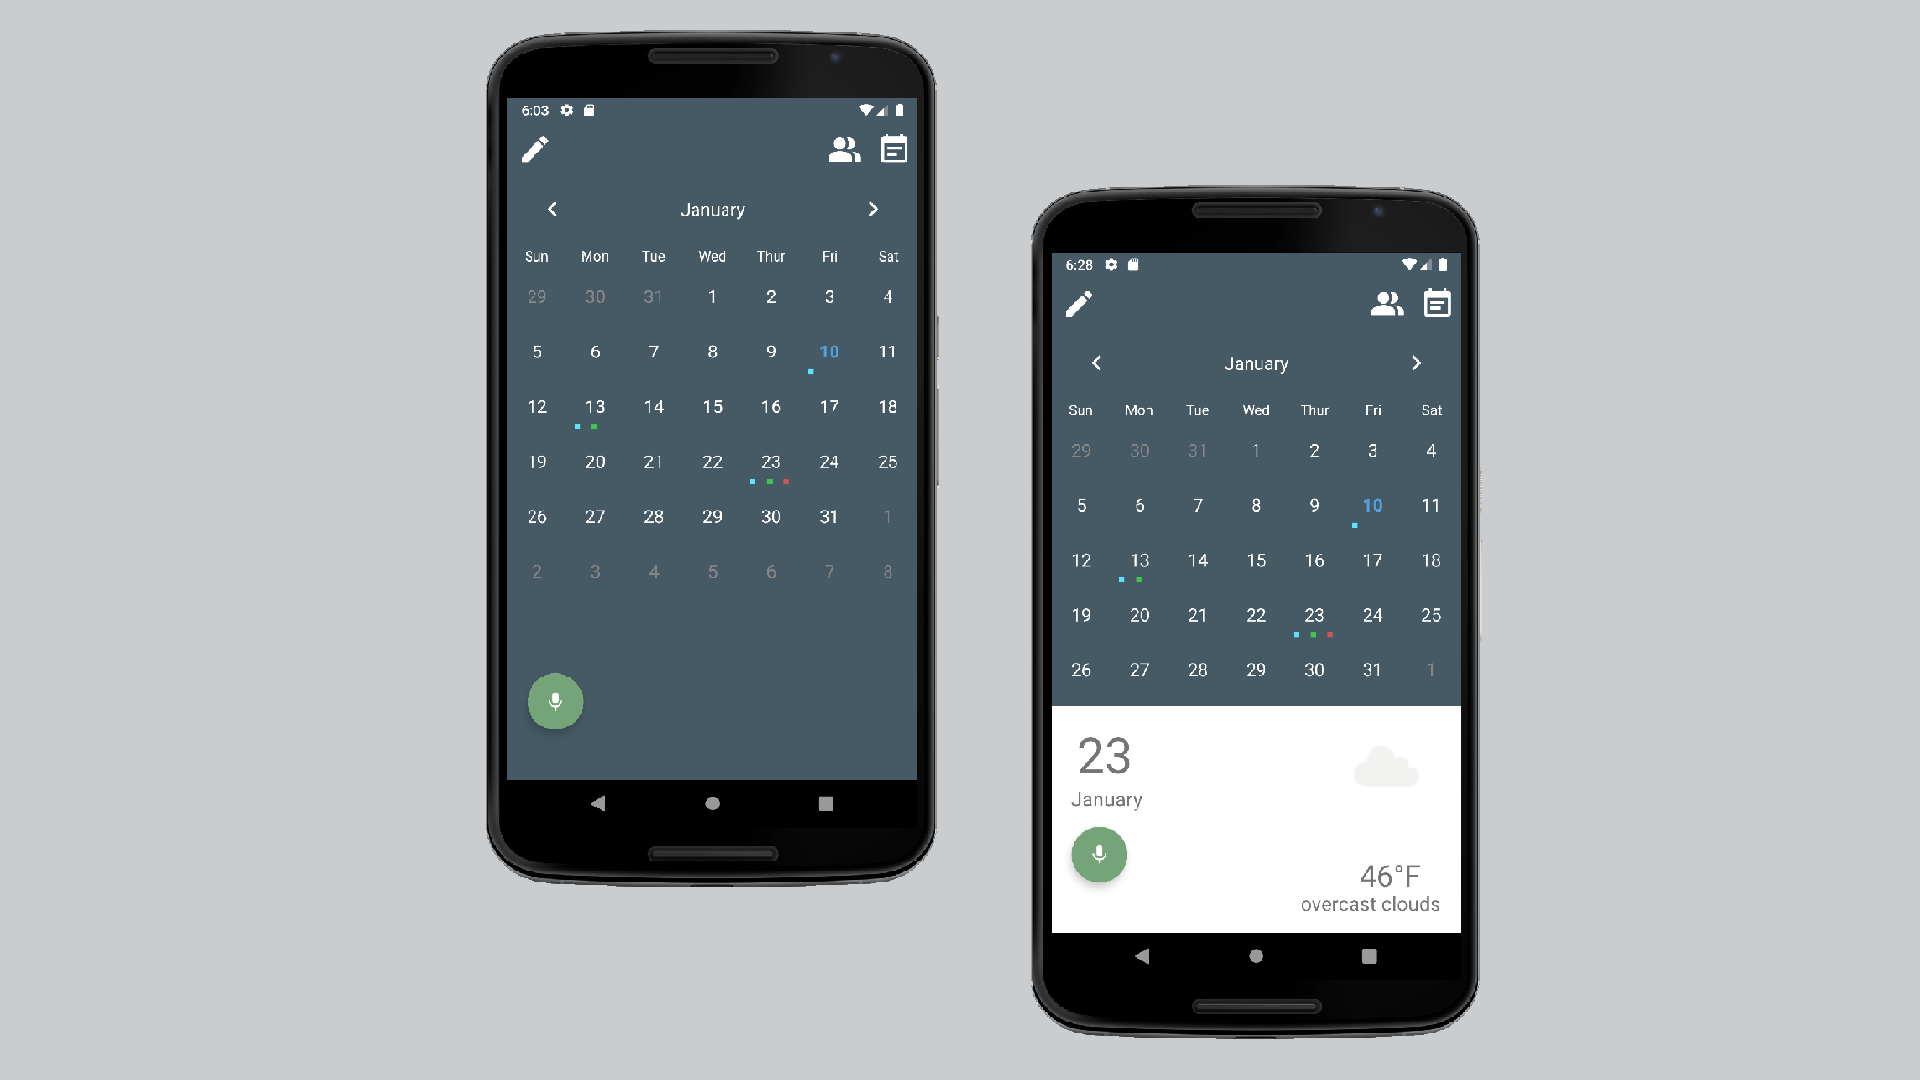 6:03
January
Sun Mon Tue Wed Thur Fri Sat
29 30 31 1 2 3 4
5 6 7 8 9 10 11
12 13 14 15 16 17 18
19 20 21 22 23 24 25
26 27 28 29 30 31 1
2 3 4 5 6 7 8
6:28
January
Sun Mon Tue Wed Thur Fri Sat
29 30 31 1 2 3 4
5 6 7 8 9 10 11
12 13 14 15 16 17 18
19 20 21 22 23 24 25
26 27 28 29 30 31 1
23
January
46°F
overcast clouds